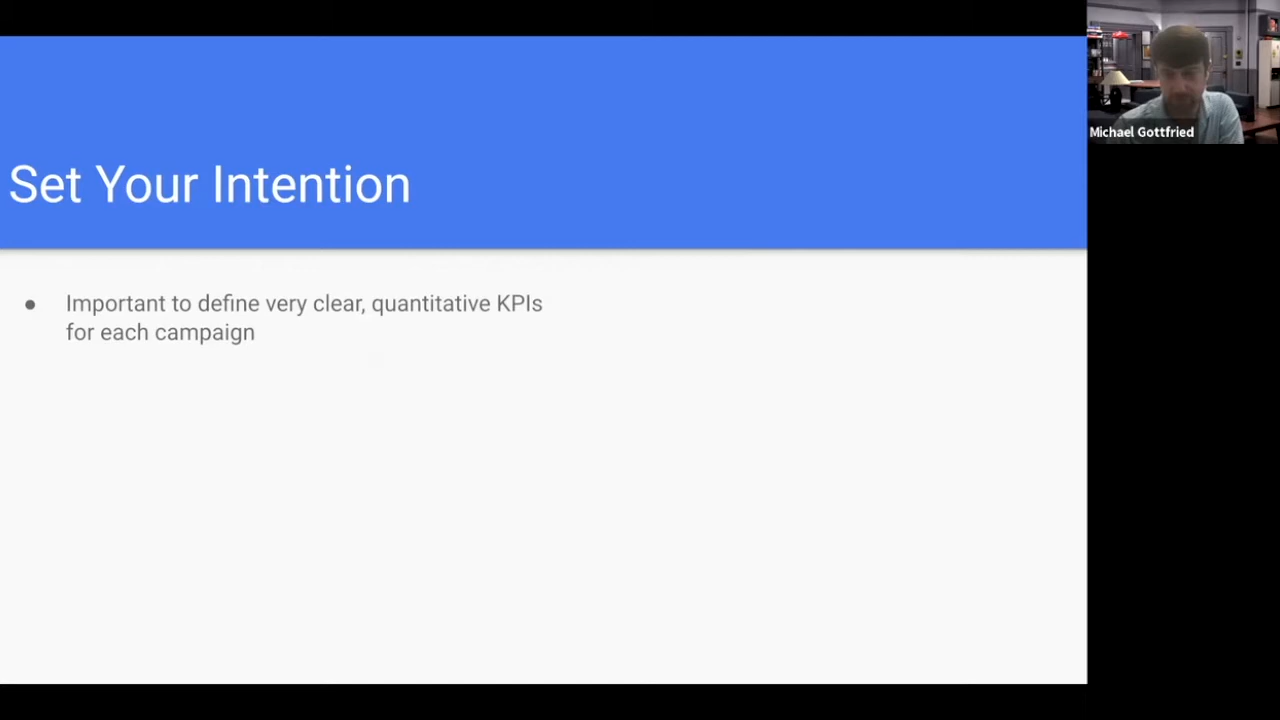 Set Your Intention
● Important to define very clear, quantitative KPIs
for each campaign
Michael Gottfried